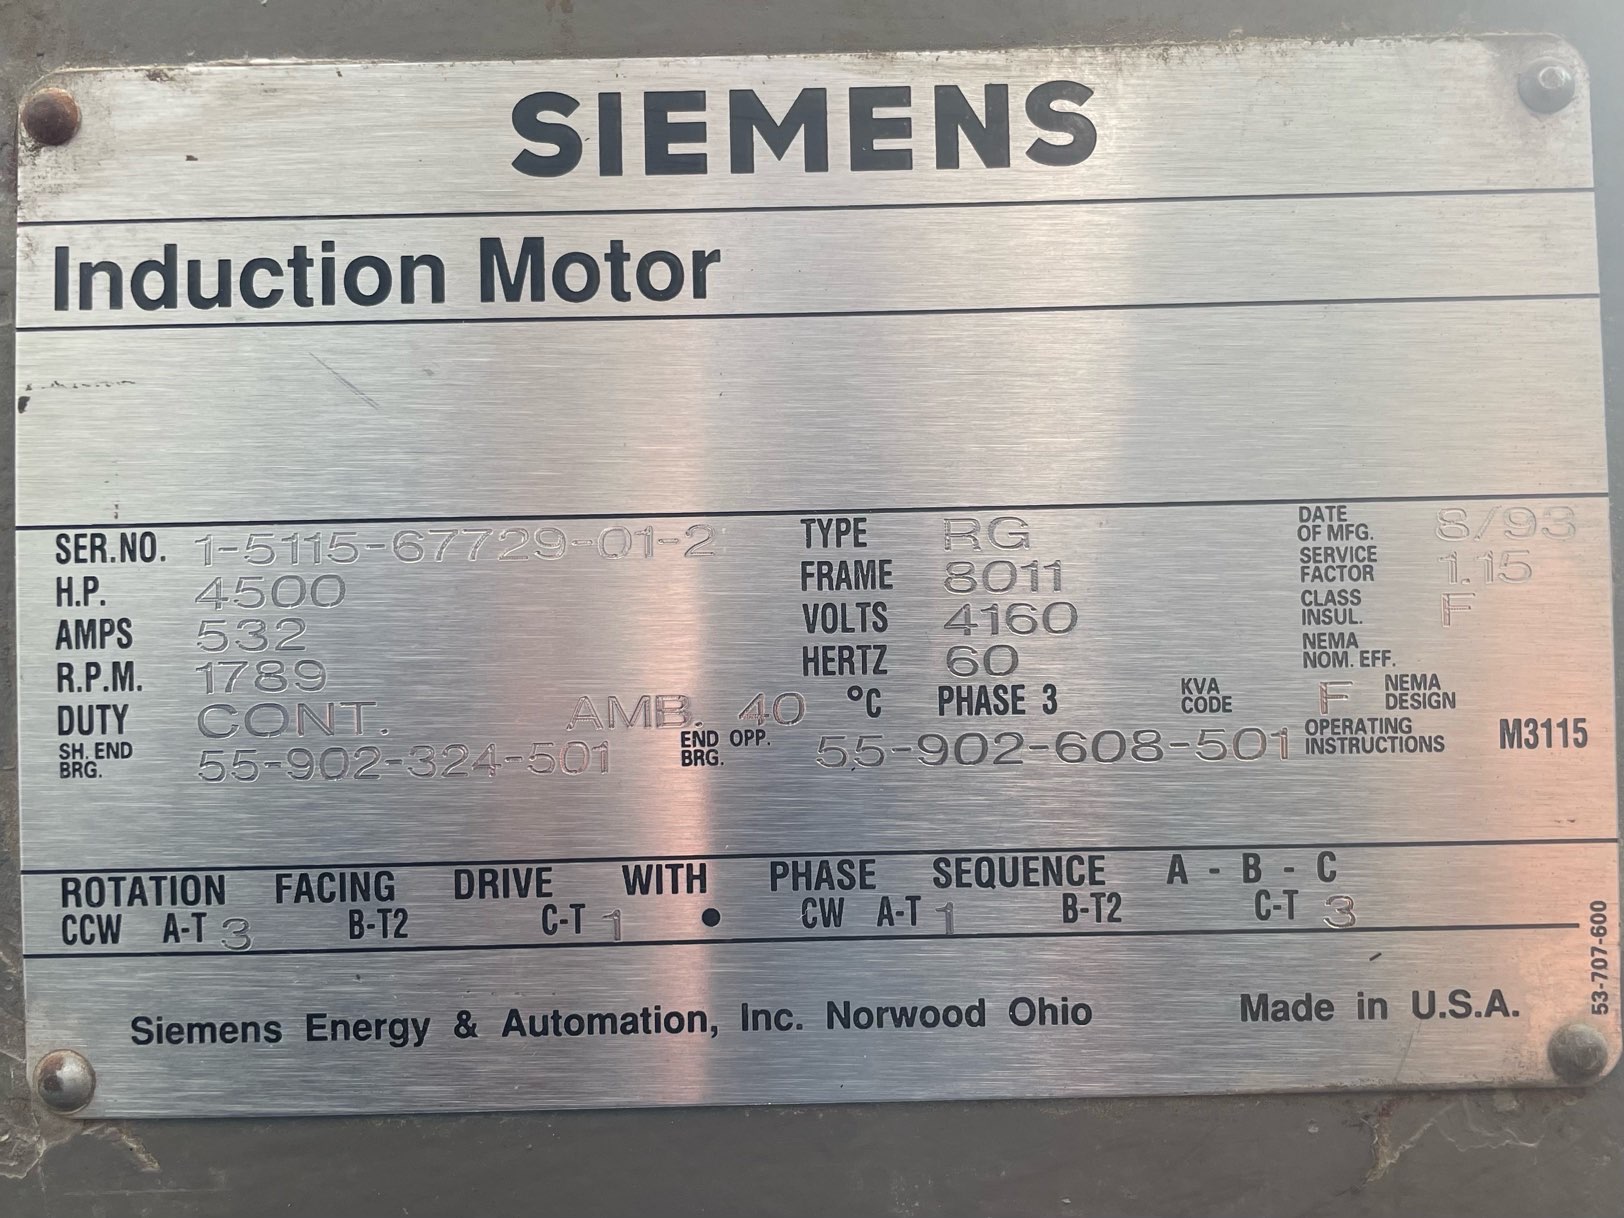 SIEMENS
Induction Motor
SER.NO. 1-5115-67729-01-2 TYPE RG DATE OF MFG. 8/93
H.P. 4500 FRAME 8011 SERVICE FACTOR 1.15
AMPS 532 VOLTS 4160 CLASS INSUL. F
R.P.M. 1789 HERTZ 60 NEMA NOM. EFF.
DUTY CONT. AMB. 40 °C PHASE 3 KVA CODE F NEMA DESIGN
SH. END BRG. 55-902-324-501 END OPP. BRG. 55-902-608-501 OPERATING INSTRUCTIONS M3115
ROTATION FACING DRIVE WITH PHASE SEQUENCE A - B - C
CCW A-T 3 B-T2 C-T 1 • CW A-T 1 B-T2 C-T 3
Siemens Energy & Automation, Inc. Norwood Ohio Made in U.S.A.
53-707-600